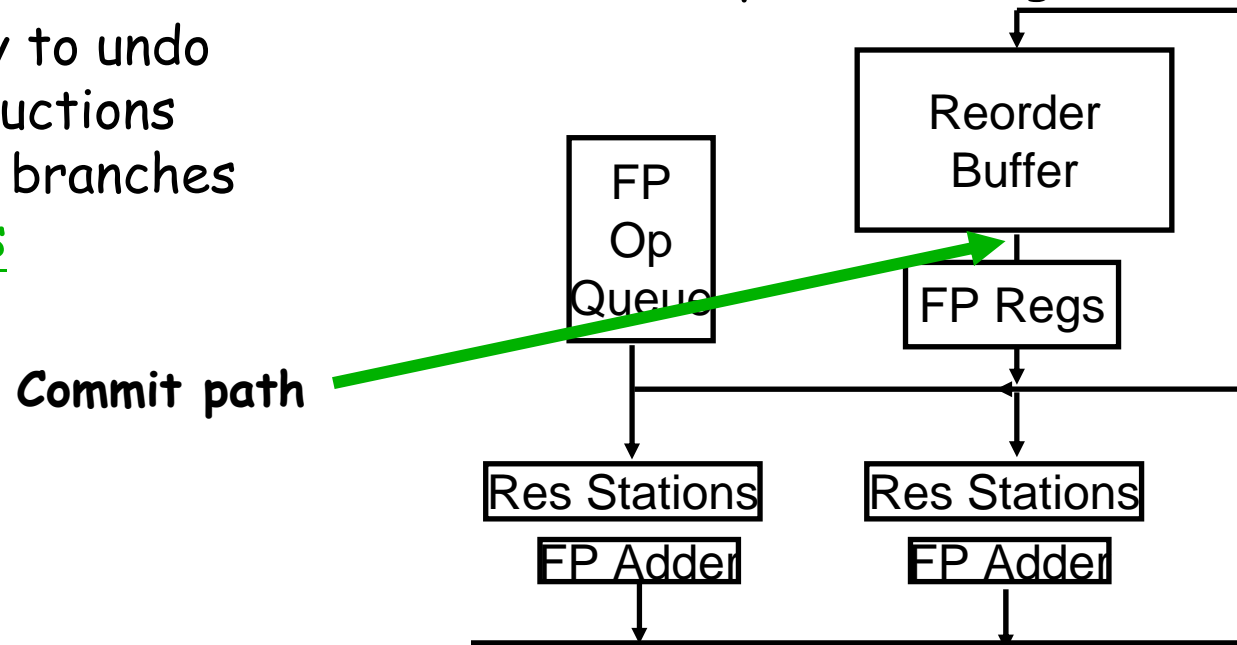 to undo
uctions
branches
s
Commit path
Reorder
Buffer
FP
Op
Queue
FP Regs
Res Stations
Res Stations
FP Adder
FP Adder